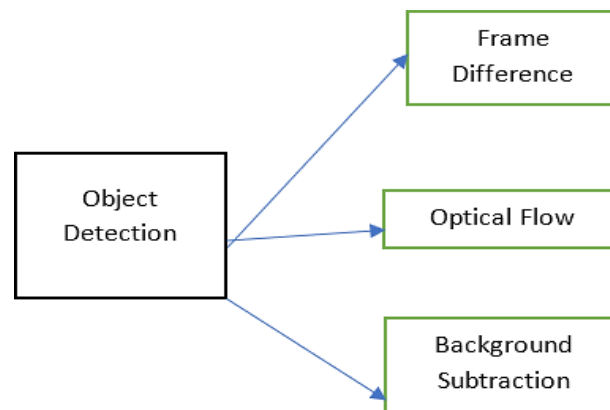 Object
Detection
Frame
Difference
Optical Flow
Background
Subtraction